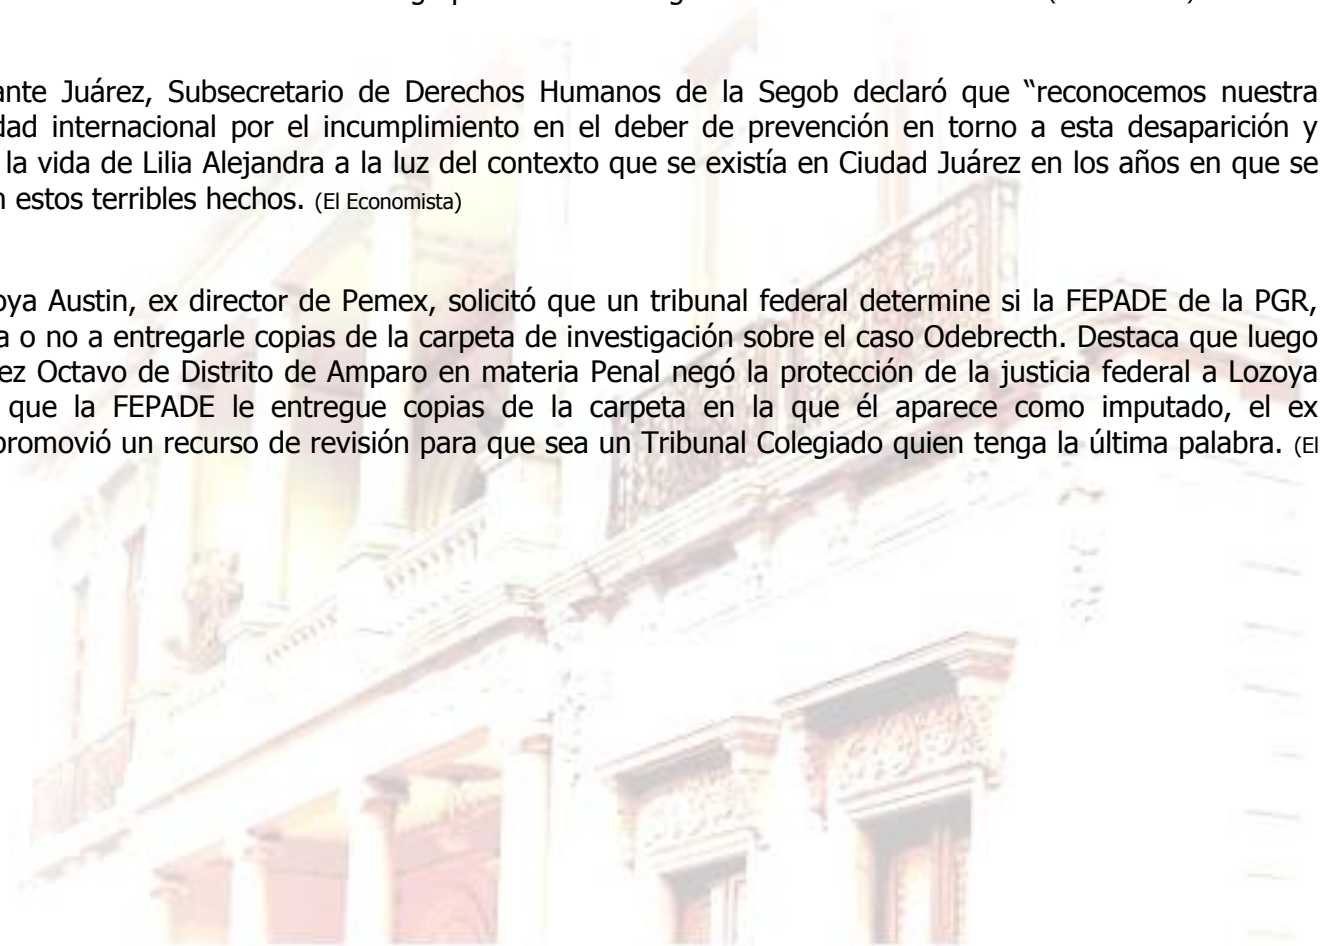 ante Juárez, Subsecretario de Derechos Humanos de la Segob declaró que “reconocemos nuestra
dad internacional por el incumplimiento en el deber de prevención en torno a esta desaparición y
la vida de Lilia Alejandra a la luz del contexto que se existía en Ciudad Juárez en los años en que se
n estos terribles hechos. (El Economista)
oya Austin, ex director de Pemex, solicitó que un tribunal federal determine si la FEPADE de la PGR,
a o no a entregarle copias de la carpeta de investigación sobre el caso Odebrecth. Destaca que luego
ez Octavo de Distrito de Amparo en materia Penal negó la protección de la justicia federal a Lozoya
que la FEPADE le entregue copias de la carpeta en la que él aparece como imputado, el ex
promovió un recurso de revisión para que sea un Tribunal Colegiado quien tenga la última palabra. (El